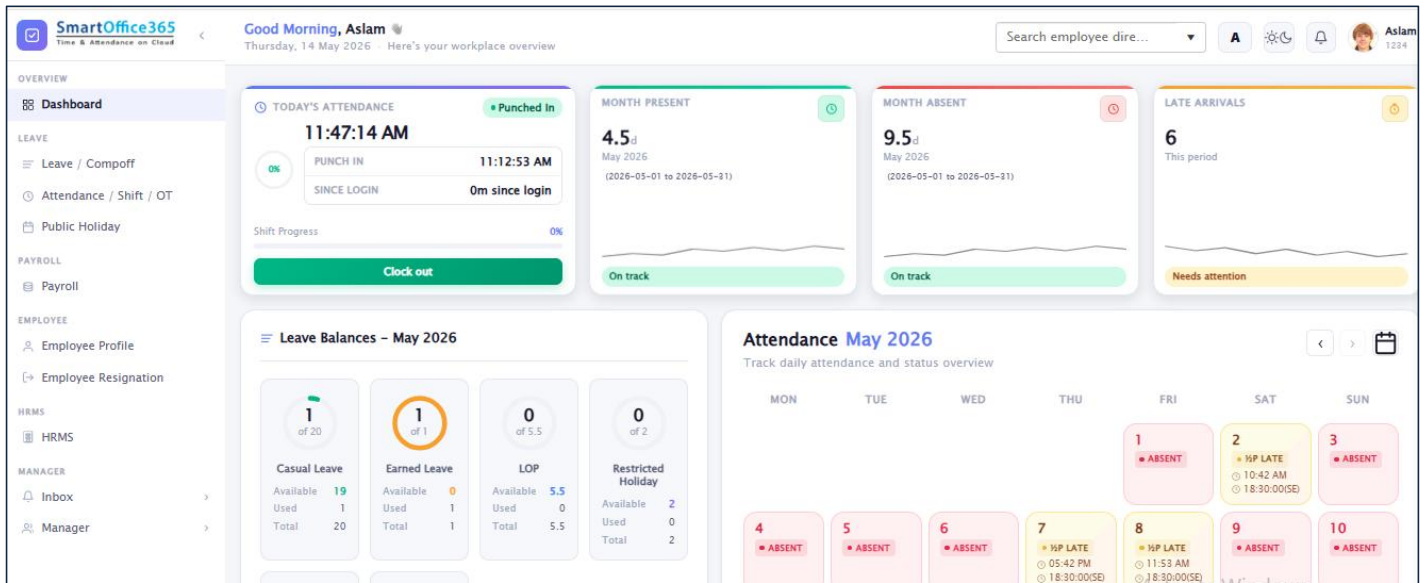 SmartOffice365
Time & Attendance on Cloud
Good Morning, Aslam
Thursday, 14 May 2026 · Here's your workplace overview
Search employee dire...
A
Aslam
1234
OVERVIEW
Dashboard
LEAVE
Leave / Compoff
Attendance / Shift / OT
Public Holiday
PAYROLL
Payroll
EMPLOYEE
Employee Profile
Employee Resignation
HRMS
HRMS
MANAGER
Inbox
Manager
TODAY'S ATTENDANCE
Punched In
11:47:14 AM
0%
PUNCH IN 11:12:53 AM
SINCE LOGIN 0m since login
Shift Progress 0%
Clock out
MONTH PRESENT
4.5d
May 2026
(2026-05-01 to 2026-05-31)
On track
MONTH ABSENT
9.5d
May 2026
(2026-05-01 to 2026-05-31)
On track
LATE ARRIVALS
6
This period
Needs attention
Leave Balances - May 2026
1
of 20
Casual Leave
Available 19
Used 1
Total 20
1
of 1
Earned Leave
Available 0
Used 1
Total 1
0
of 5.5
LOP
Available 5.5
Used 0
Total 5.5
0
of 2
Restricted
Holiday
Available 2
Used 0
Total 2
Attendance May 2026
Track daily attendance and status overview
MON TUE WED THU FRI SAT SUN
1
ABSENT
2
½P LATE
10:42 AM
18:30:00(SE)
3
ABSENT
4
ABSENT
5
ABSENT
6
ABSENT
7
½P LATE
05:42 PM
18:30:00(SE)
8
½P LATE
11:53 AM
18:30:00(SE)
9
ABSENT
10
ABSENT